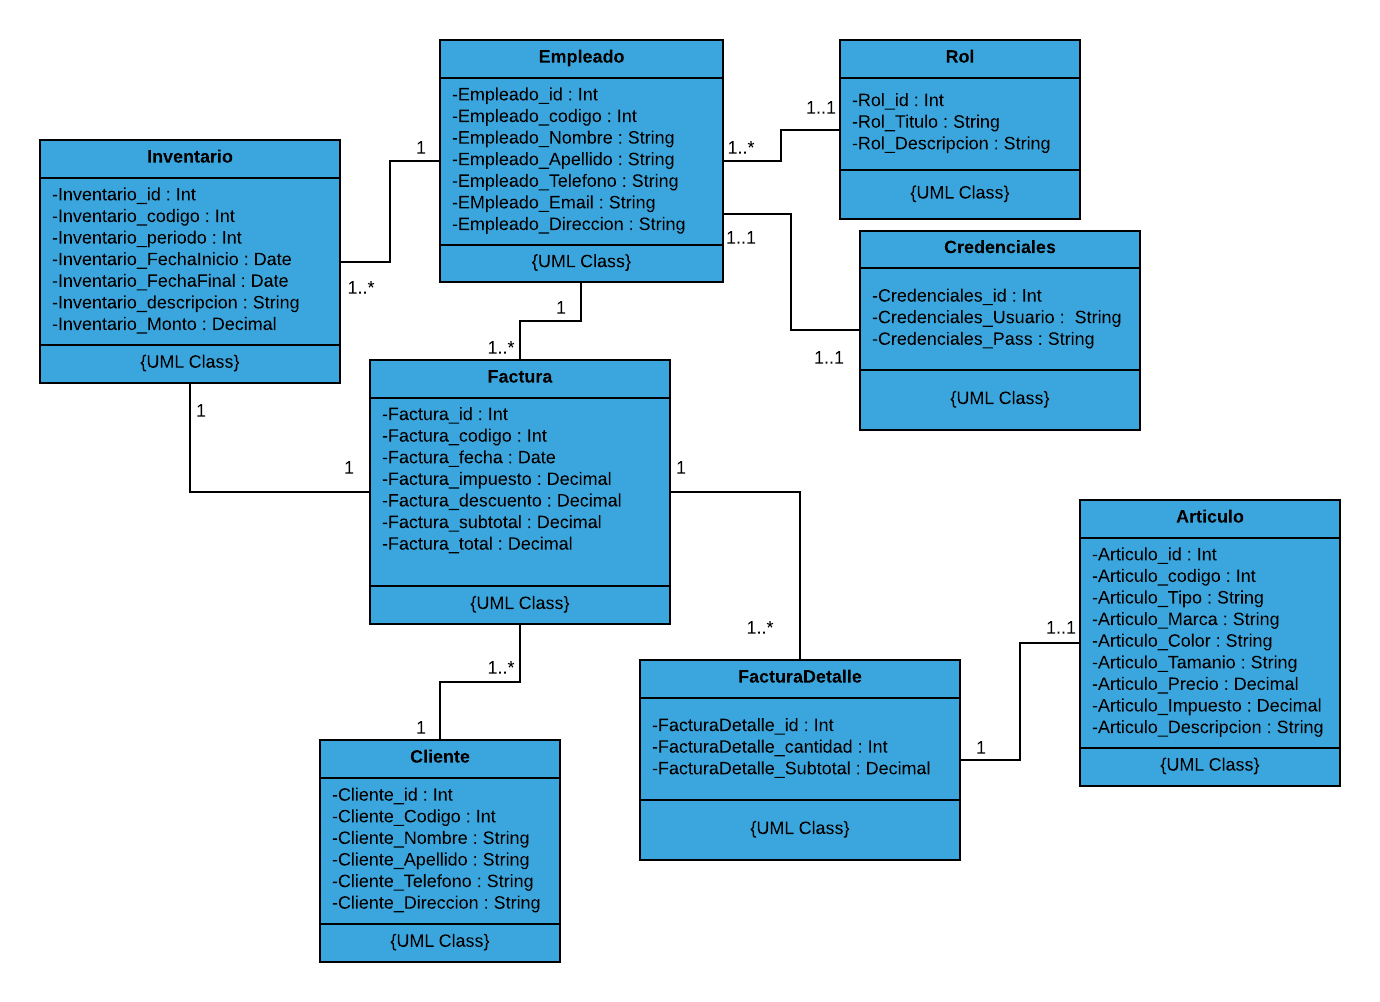 Empleado
-Empleado_id : Int
-Empleado_codigo : Int
-Empleado_Nombre : String
-Empleado_Apellido : String
-Empleado_Telefono : String
-EMpleado_Email : String
-Empleado_Direccion : String
{UML Class}
Rol
-Rol_id : Int
-Rol_Titulo : String
-Rol_Descripcion : String
{UML Class}
1..1
1..*
1
Inventario
-Inventario_id : Int
-Inventario_codigo : Int
-Inventario_periodo : Int
-Inventario_FechaInicio : Date
-Inventario_FechaFinal : Date
-Inventario_descripcion : String
-Inventario_Monto : Decimal
{UML Class}
1..*
1..1
Credenciales
-Credenciales_id : Int
-Credenciales_Usuario :  String
-Credenciales_Pass : String
{UML Class}
1..1
1
1..*
Factura
-Factura_id : Int
-Factura_codigo : Int
-Factura_fecha : Date
-Factura_impuesto : Decimal
-Factura_descuento : Decimal
-Factura_subtotal : Decimal
-Factura_total : Decimal
{UML Class}
1
1
1
Articulo
-Articulo_id : Int
-Articulo_codigo : Int
-Articulo_Tipo : String
-Articulo_Marca : String
-Articulo_Color : String
-Articulo_Tamanio : String
-Articulo_Precio : Decimal
-Articulo_Impuesto : Decimal
-Articulo_Descripcion : String
{UML Class}
1..1
1..*
FacturaDetalle
-FacturaDetalle_id : Int
-FacturaDetalle_cantidad : Int
-FacturaDetalle_Subtotal : Decimal
{UML Class}
1
1..*
1
Cliente
-Cliente_id : Int
-Cliente_Codigo : Int
-Cliente_Nombre : String
-Cliente_Apellido : String
-Cliente_Telefono : String
-Cliente_Direccion : String
{UML Class}